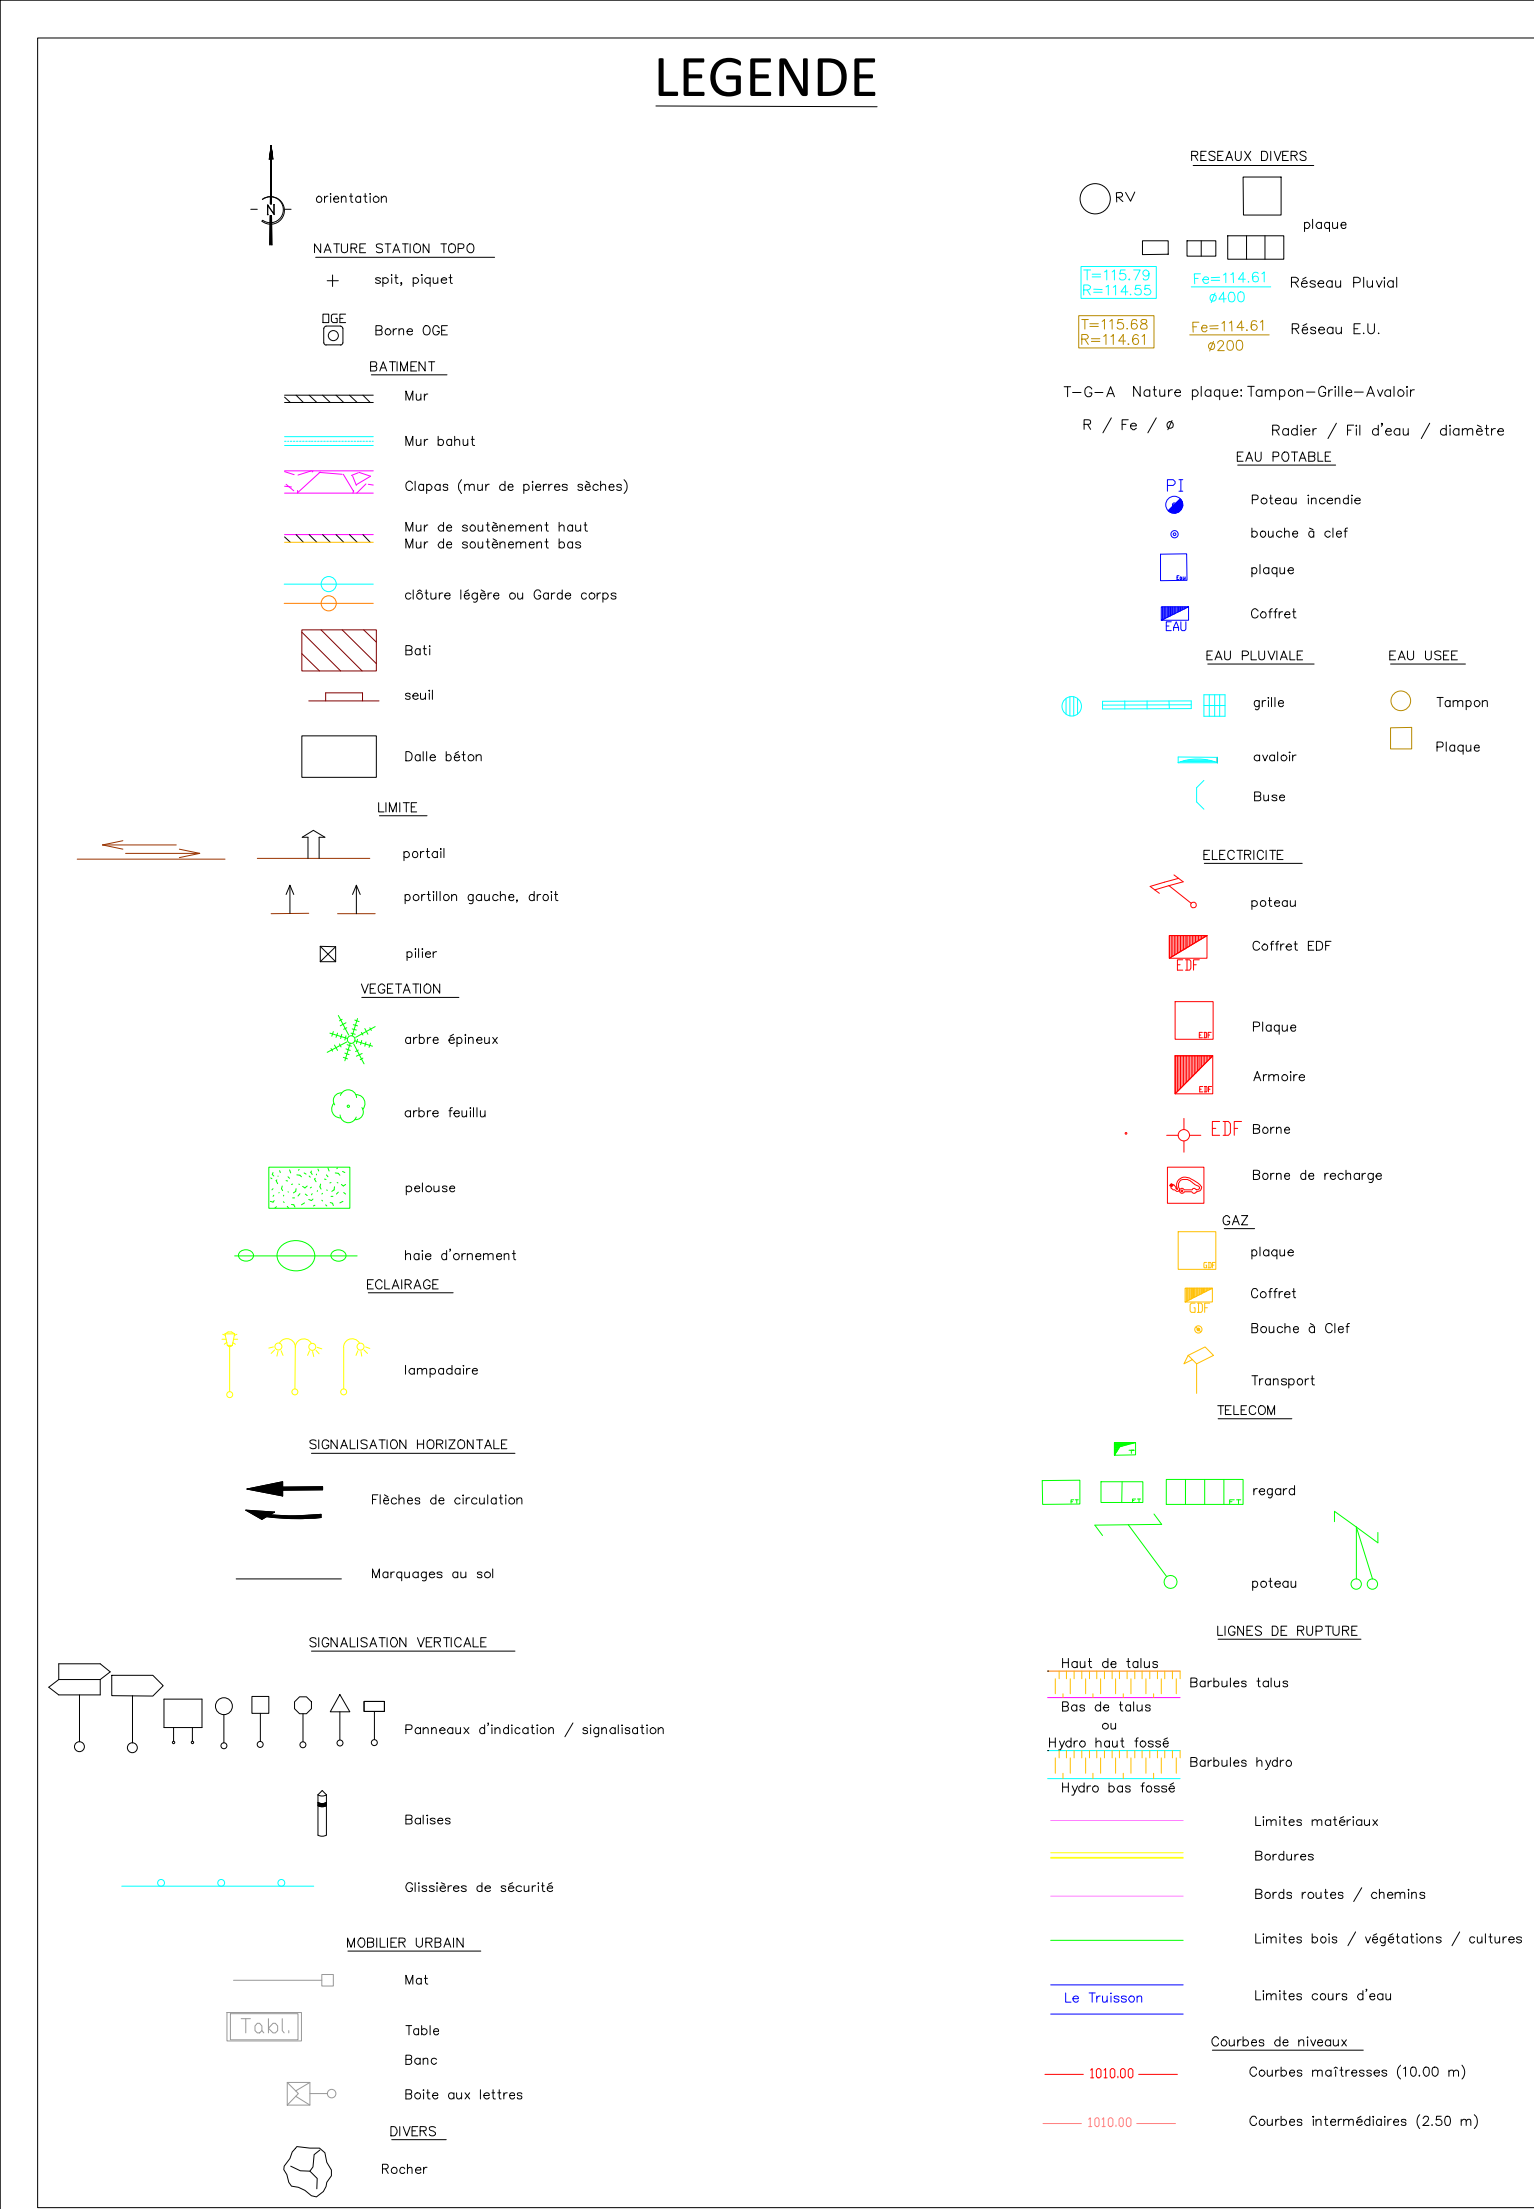 LEGENDE
N
orientation
NATURE STATION TOPO
spit, piquet
OGE
Borne OGE
BATIMENT
Mur
Mur bahut
Clapas (mur de pierres sèches)
Mur de soutènement haut
Mur de soutènement bas
clôture légère ou Garde corps
Bati
seuil
Dalle béton
LIMITE
portail
portillon gauche, droit
pilier
VEGETATION
arbre épineux
arbre feuillu
pelouse
haie d'ornement
ECLAIRAGE
lampadaire
SIGNALISATION HORIZONTALE
Flèches de circulation
Marquages au sol
SIGNALISATION VERTICALE
Panneaux d'indication / signalisation
Balises
Glissières de sécurité
MOBILIER URBAIN
Mat
Tabl.
Table
Banc
Boite aux lettres
DIVERS
Rocher
RESEAUX DIVERS
RV
plaque
T=115.79
R=114.55
Fe=114.61
ø400
Réseau Pluvial
T=115.68
R=114.61
Fe=114.61
ø200
Réseau E.U.
T-G-A Nature plaque: Tampon-Grille-Avaloir
R / Fe / ø
Radier / Fil d'eau / diamètre
EAU POTABLE
PI
Poteau incendie
bouche à clef
Eau
plaque
EAU
Coffret
EAU PLUVIALE
grille
avaloir
Buse
EAU USEE
Tampon
Plaque
ELECTRICITE
poteau
EDF
Coffret EDF
EDF
Plaque
EDF
Armoire
EDF
Borne
Borne de recharge
GAZ
GDF
plaque
GDF
Coffret
Bouche à Clef
Transport
TELECOM
FT
FT
FT
regard
poteau
LIGNES DE RUPTURE
Haut de talus
Barbules talus
Bas de talus
ou
Hydro haut fossé
Barbules hydro
Hydro bas fossé
Limites matériaux
Bordures
Bords routes / chemins
Limites bois / végétations / cultures
Le Truisson
Limites cours d'eau
Courbes de niveaux
1010.00
Courbes maîtresses (10.00 m)
1010.00
Courbes intermédiaires (2.50 m)